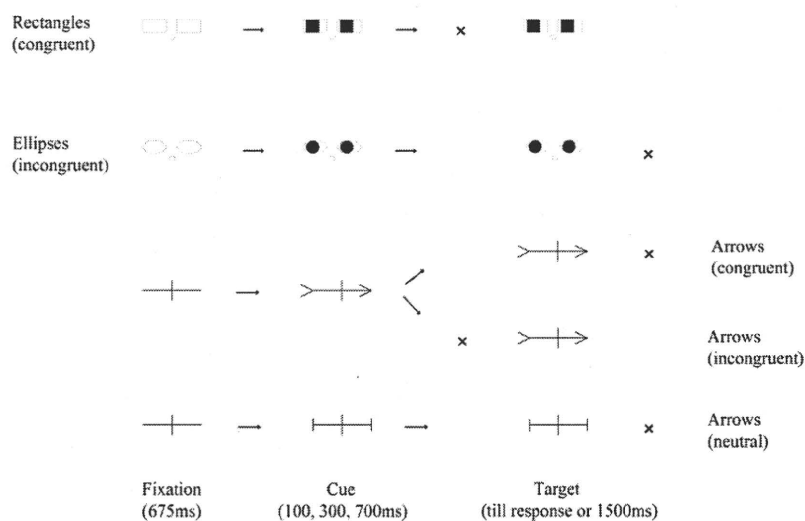 Rectangles
(congruent)
Ellipses
(incongruent)
Arrows
(congruent)
Arrows
(incongruent)
Arrows
(neutral)
Fixation
(675ms)
Cue
(100, 300, 700ms)
Target
(till response or 1500ms)